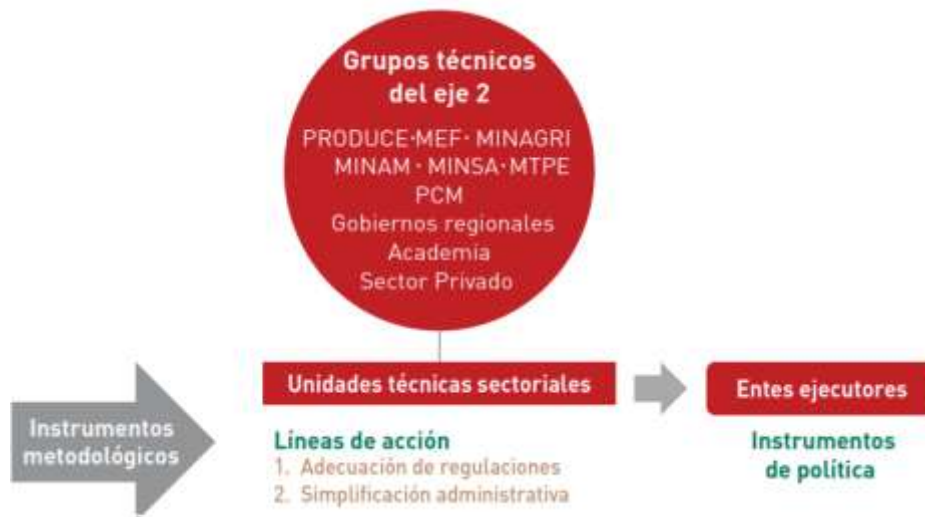 Grupos técnicos
del eje 2
PRODUCE·MEF· MINAGRI
MINAM · MINSA·MTPE
PCM
Gobiernos regionales
Academia
Sector Privado
Instrumentos
metodológicos
Unidades técnicas sectoriales
Líneas de acción
1. Adecuación de regulaciones
2. Simplificación administrativa
Entes ejecutores
Instrumentos
de política